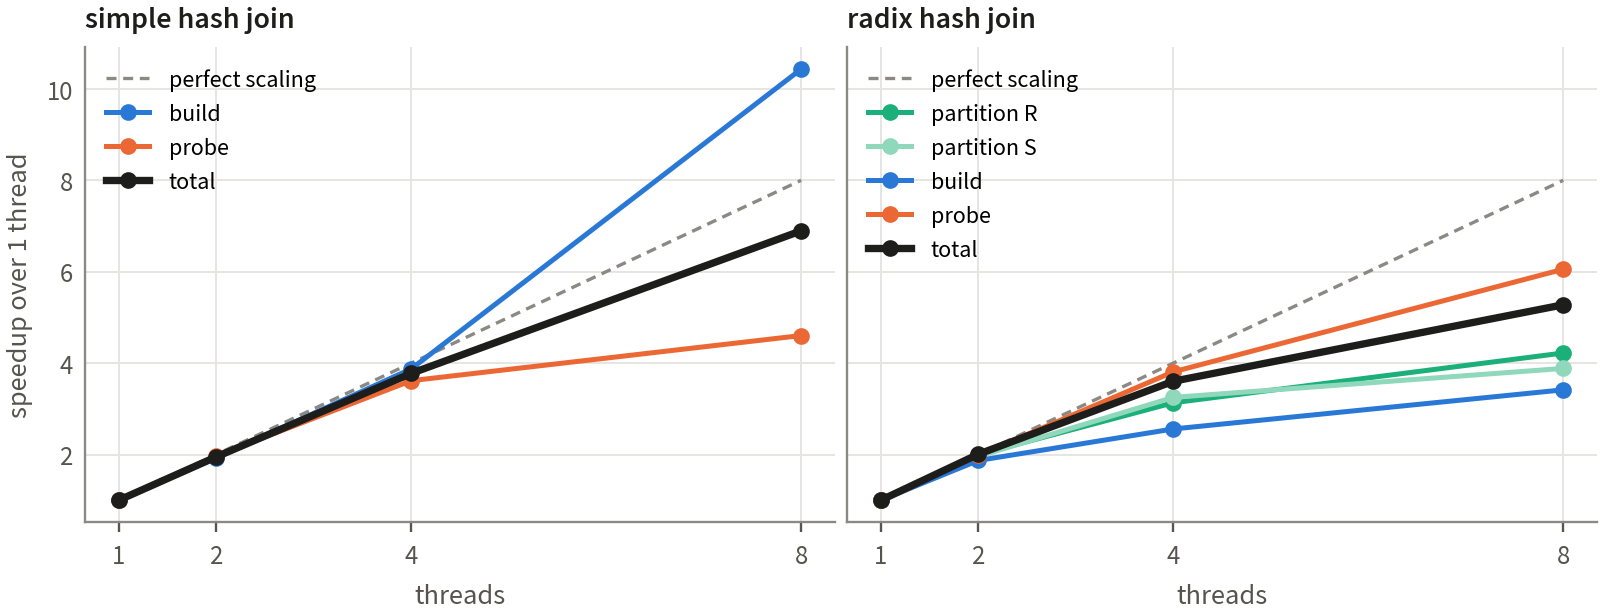 simple hash join
perfect scaling
build
probe
total
10
8
6
4
2
speedup over 1 thread
1 2 4 8
threads
radix hash join
perfect scaling
partition R
partition S
build
probe
total
1 2 4 8
threads